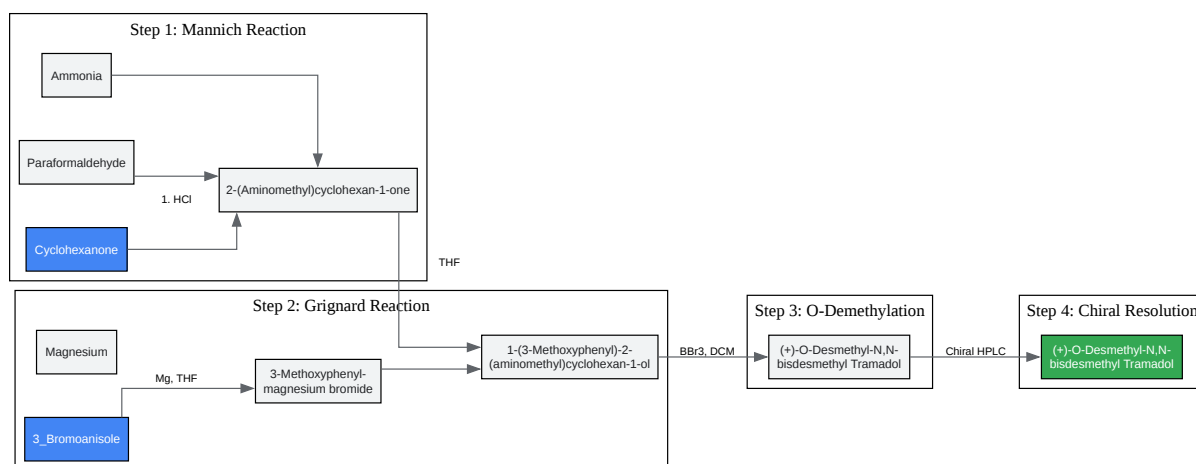 Step 1: Mannich Reaction
Ammonia
Paraformaldehyde
1. HCl
2-(Aminomethyl)cyclohexan-1-one
Cyclohexanone
THF
Step 2: Grignard Reaction
Magnesium
Mg, THF
3-Methoxyphenyl-
magnesium bromide
3_Bromoanisole
1-(3-Methoxyphenyl)-2-
(aminomethyl)cyclohexan-1-ol
BBr3, DCM
Step 3: O-Demethylation
(+)-O-Desmethyl-N,N-
bisdesmethyl Tramadol
Chiral HPLC
Step 4: Chiral Resolution
(+)-O-Desmethyl-N,N-
bisdesmethyl Tramadol